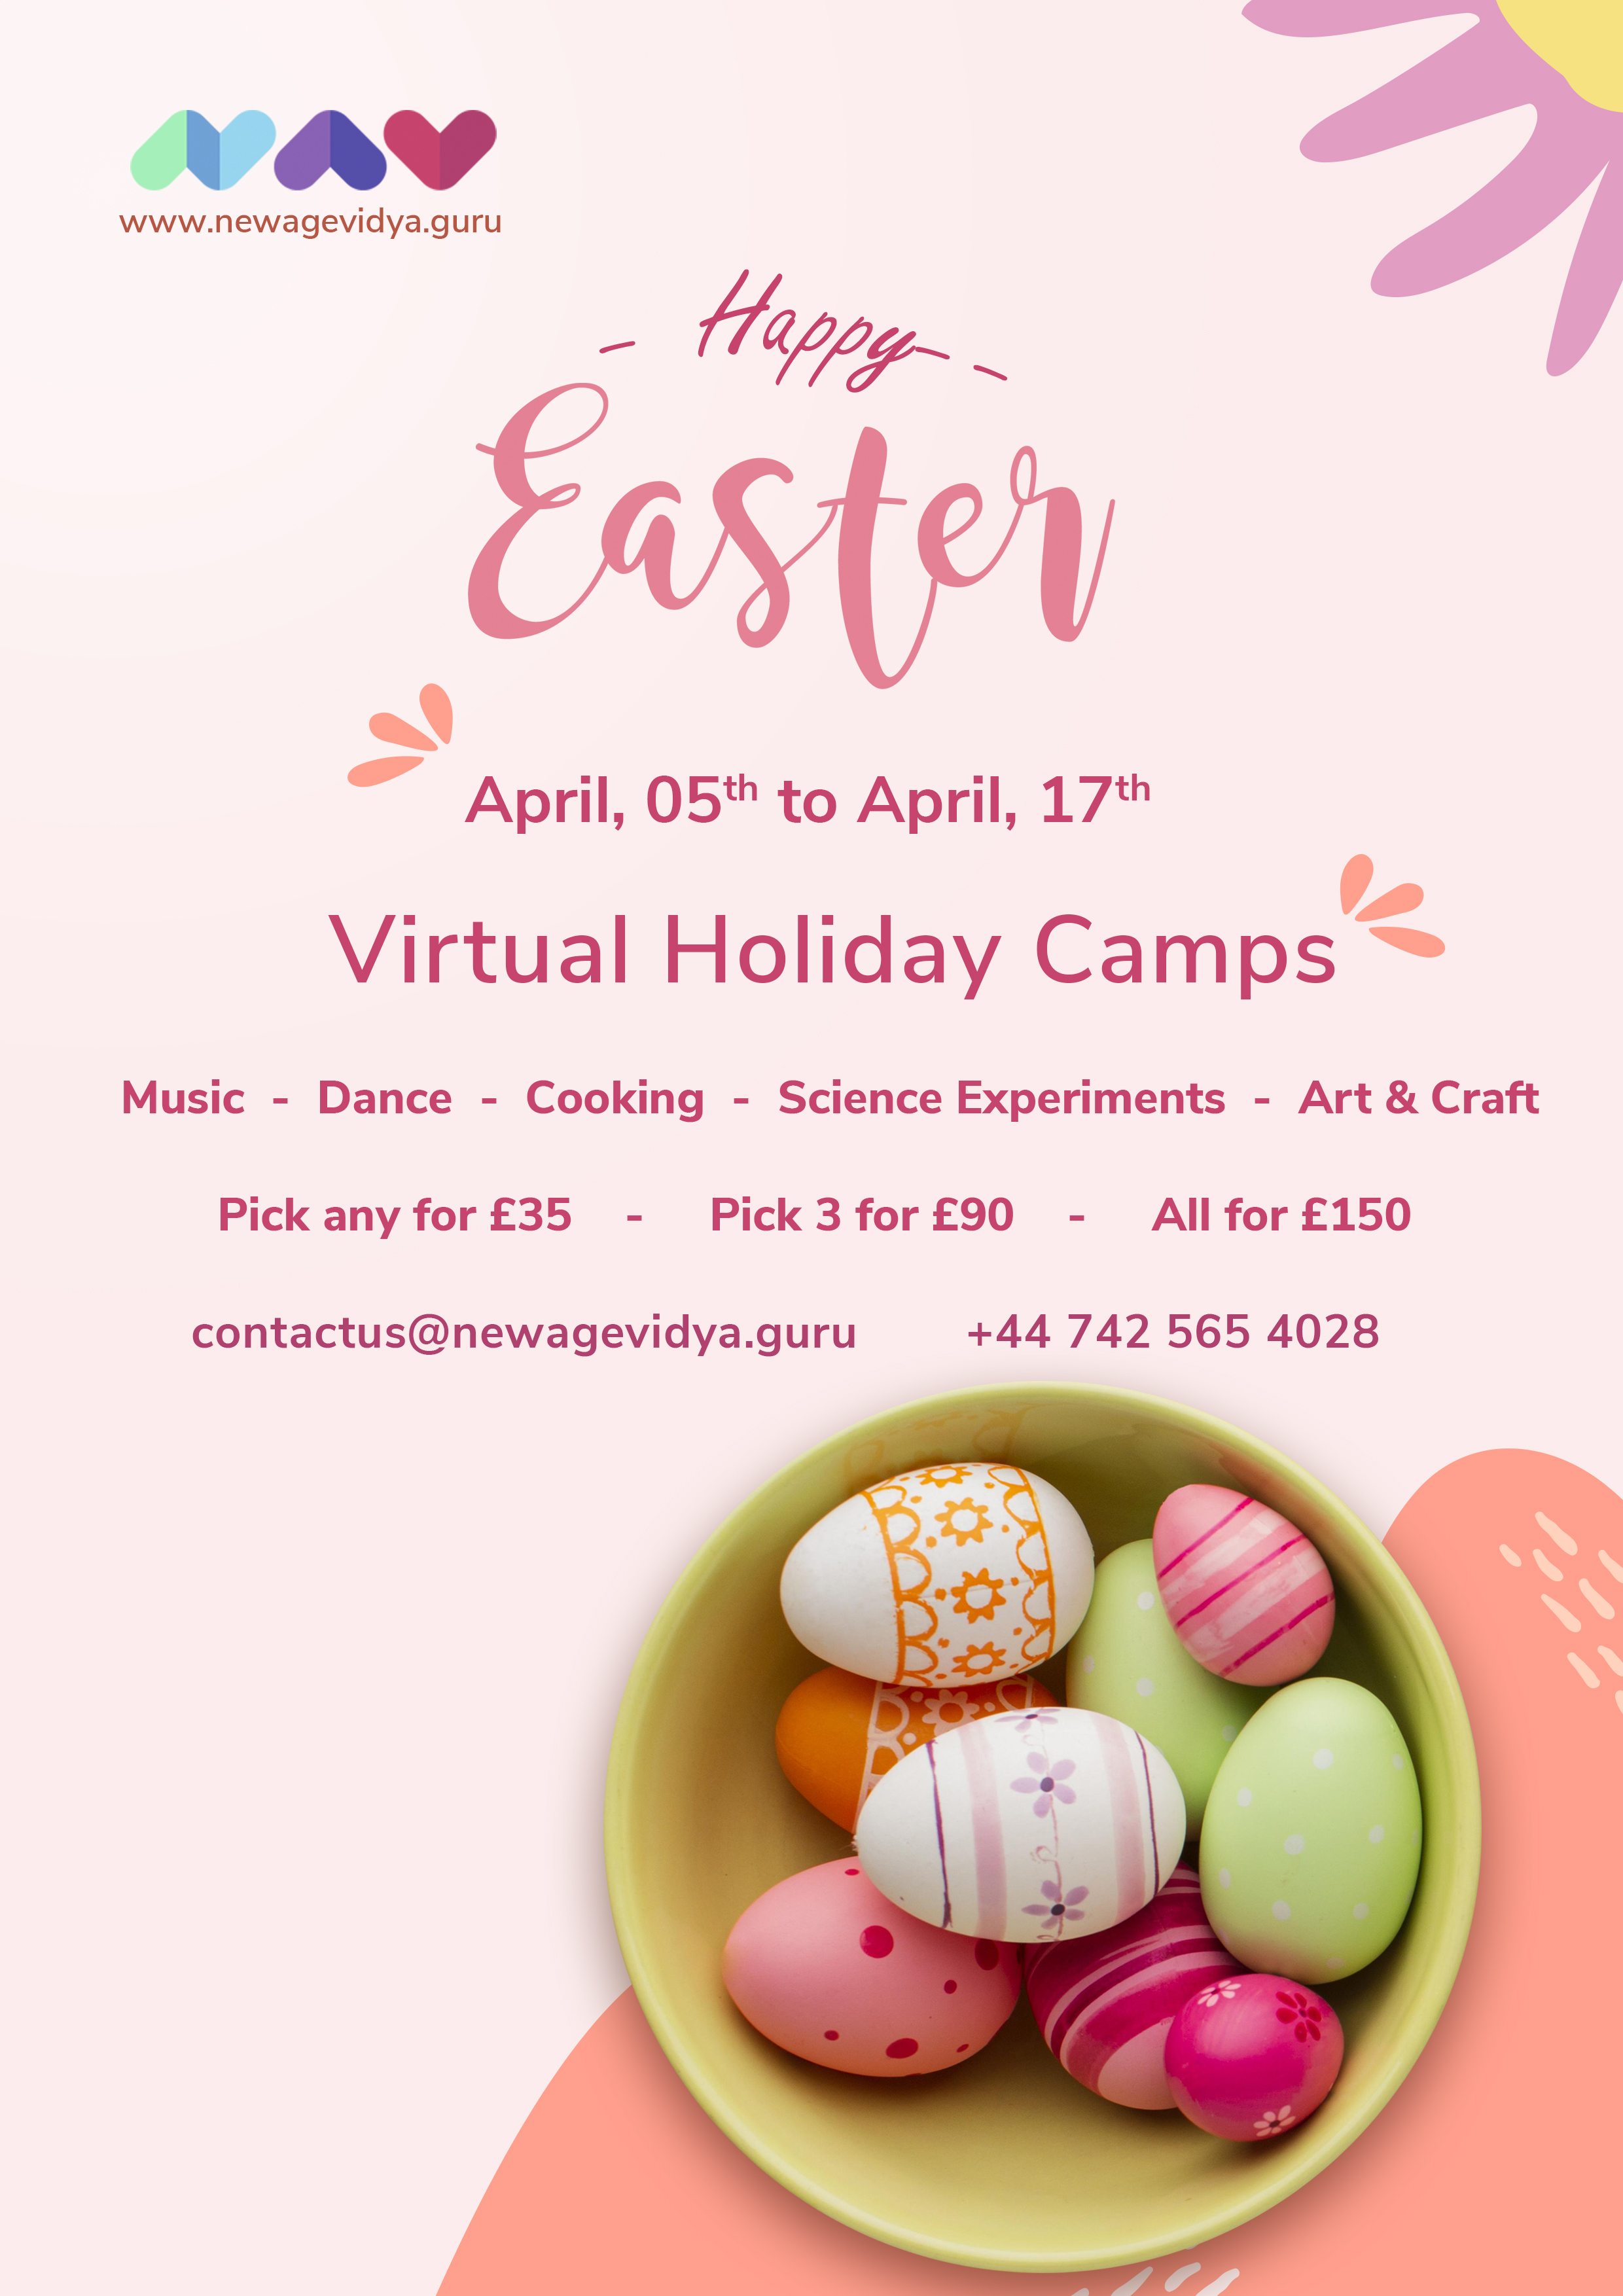 www.newagevidya.guru
Happy
Easter
April, 05th to April, 17th
Virtual Holiday Camps
Music - Dance - Cooking - Science Experiments - Art & Craft
Pick any for £35 - Pick 3 for £90 - All for £150
contactus@newagevidya.guru +44 742 565 4028